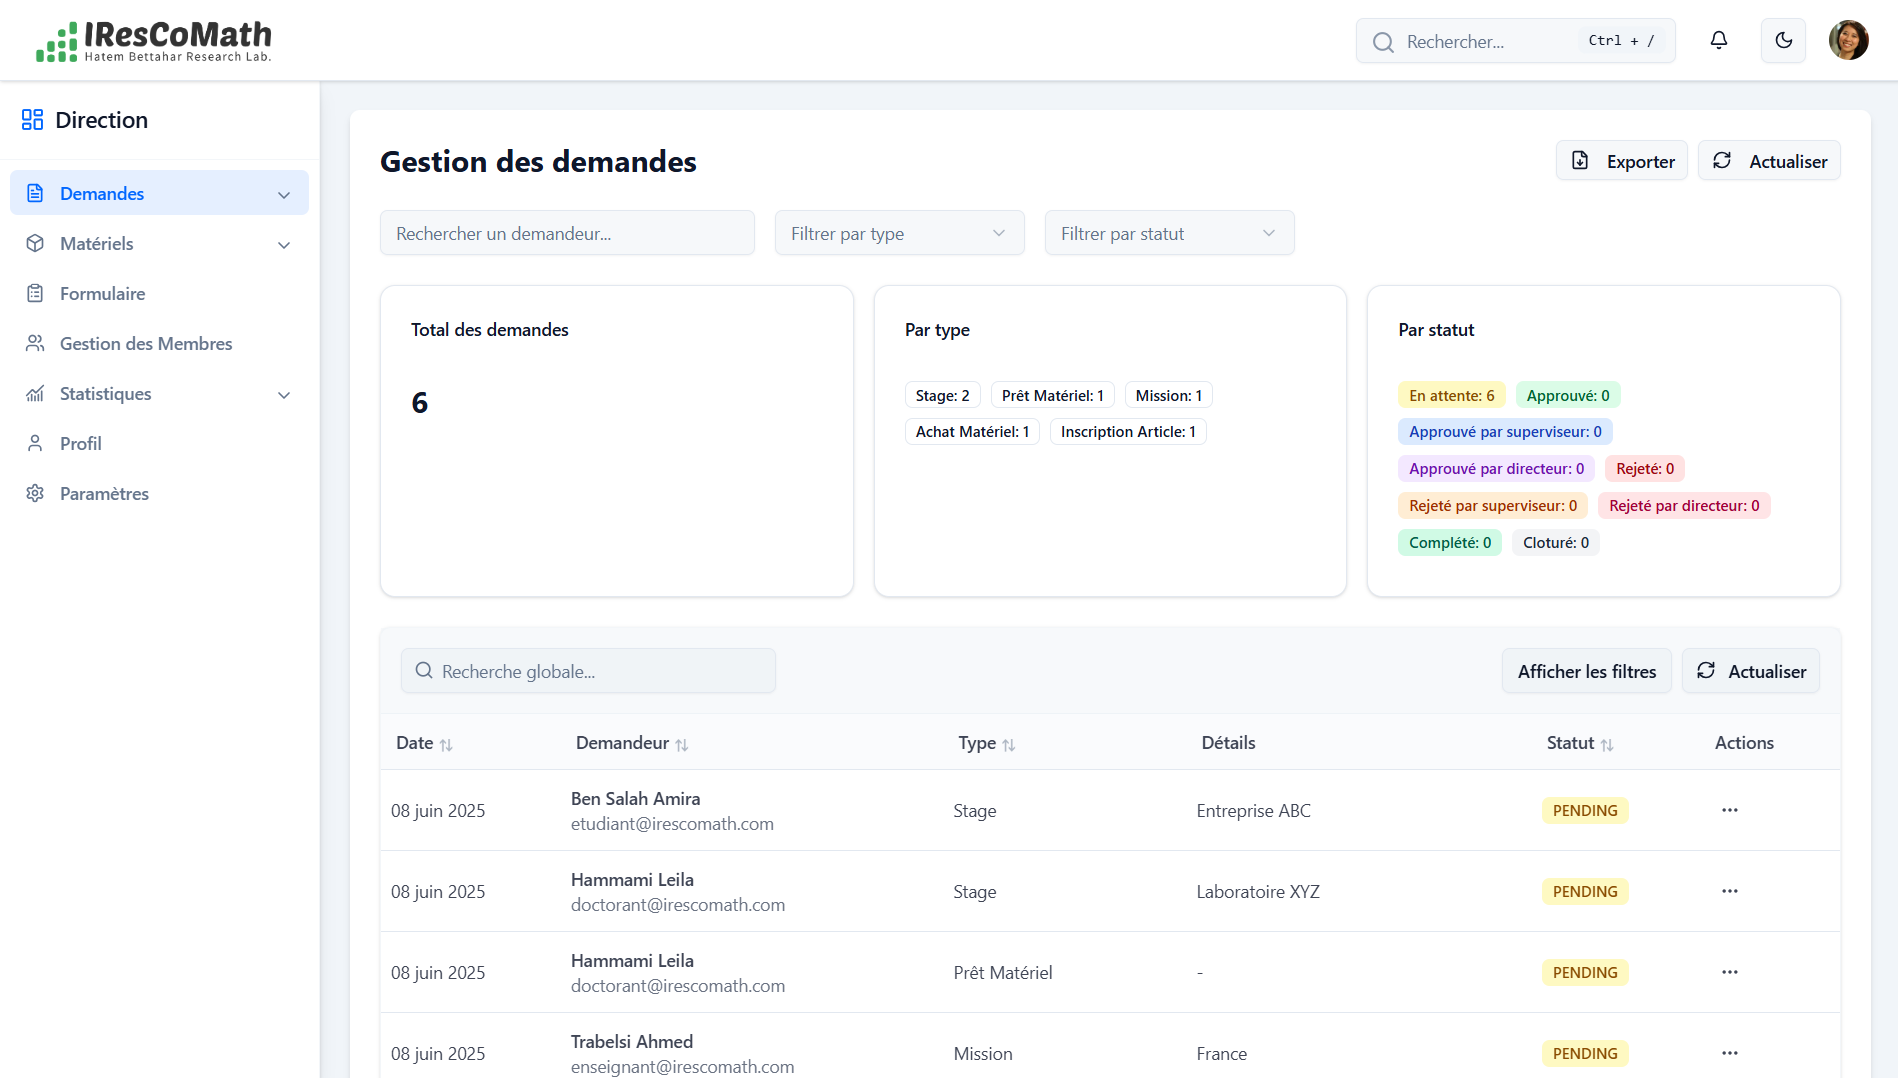 IResCoMath
Hatem Bettahar Research Lab.
Rechercher... Ctrl + /
Direction
Demandes
Matériels
Formulaire
Gestion des Membres
Statistiques
Profil
Paramètres
Gestion des demandes
Exporter Actualiser
Rechercher un demandeur... Filtrer par type Filtrer par statut
Total des demandes
6
Par type
Stage: 2 Prêt Matériel: 1 Mission: 1
Achat Matériel: 1 Inscription Article: 1
Par statut
En attente: 6 Approuvé: 0
Approuvé par superviseur: 0
Approuvé par directeur: 0 Rejeté: 0
Rejeté par superviseur: 0 Rejeté par directeur: 0
Complété: 0 Cloturé: 0
Recherche globale... Afficher les filtres Actualiser
Date Demandeur Type Détails Statut Actions
08 juin 2025 Ben Salah Amira Stage Entreprise ABC PENDING
etudiant@irescomath.com
08 juin 2025 Hammami Leila Stage Laboratoire XYZ PENDING
doctorant@irescomath.com
08 juin 2025 Hammami Leila Prêt Matériel - PENDING
doctorant@irescomath.com
08 juin 2025 Trabelsi Ahmed Mission France PENDING
enseignant@irescomath.com